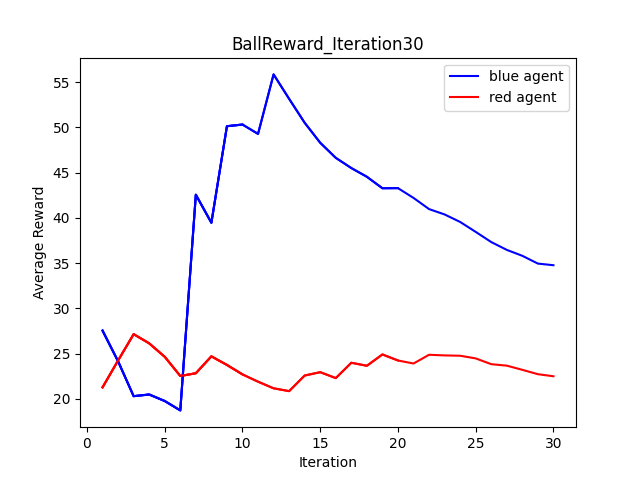 BallReward_Iteration30
blue agent
red agent
Average Reward
55
50
45
40
35
30
25
20
0 5 10 15 20 25 30
Iteration